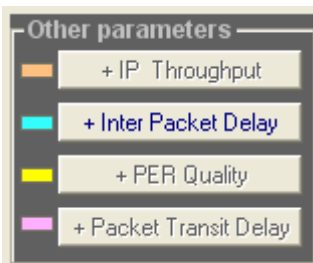 Other parameters
+ IP Throughput
+ Inter Packet Delay
+ PER Quality
+ Packet Transit Delay